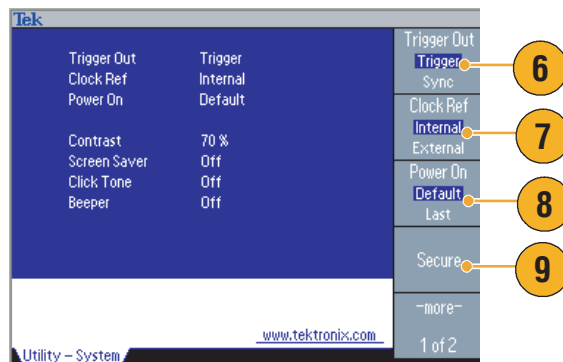 Tek
Trigger Out Trigger
Clock Ref Internal
Power On Default
Contrast 70 %
Screen Saver Off
Click Tone Off
Beeper Off
www.tektronix.com
Utility – System
Trigger Out
Trigger
Sync
6
Clock Ref
Internal
External
7
Power On
Default
Last
8
Secure
9
-more-
1 of 2